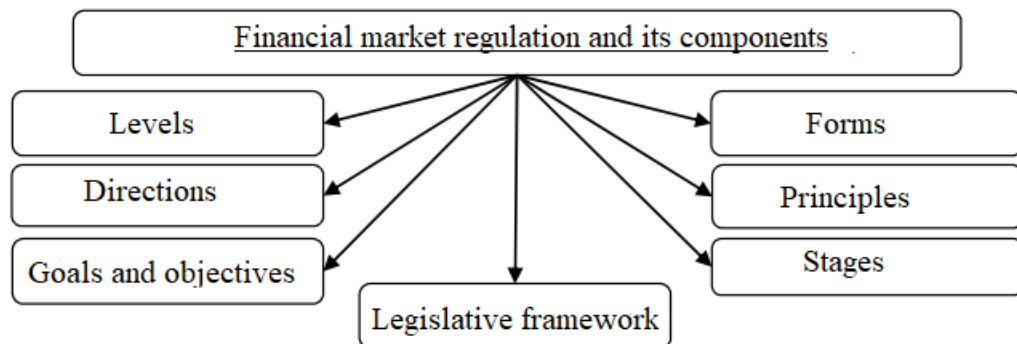 Financial market regulation and its components
Levels
Directions
Goals and objectives
Legislative framework
Forms
Principles
Stages